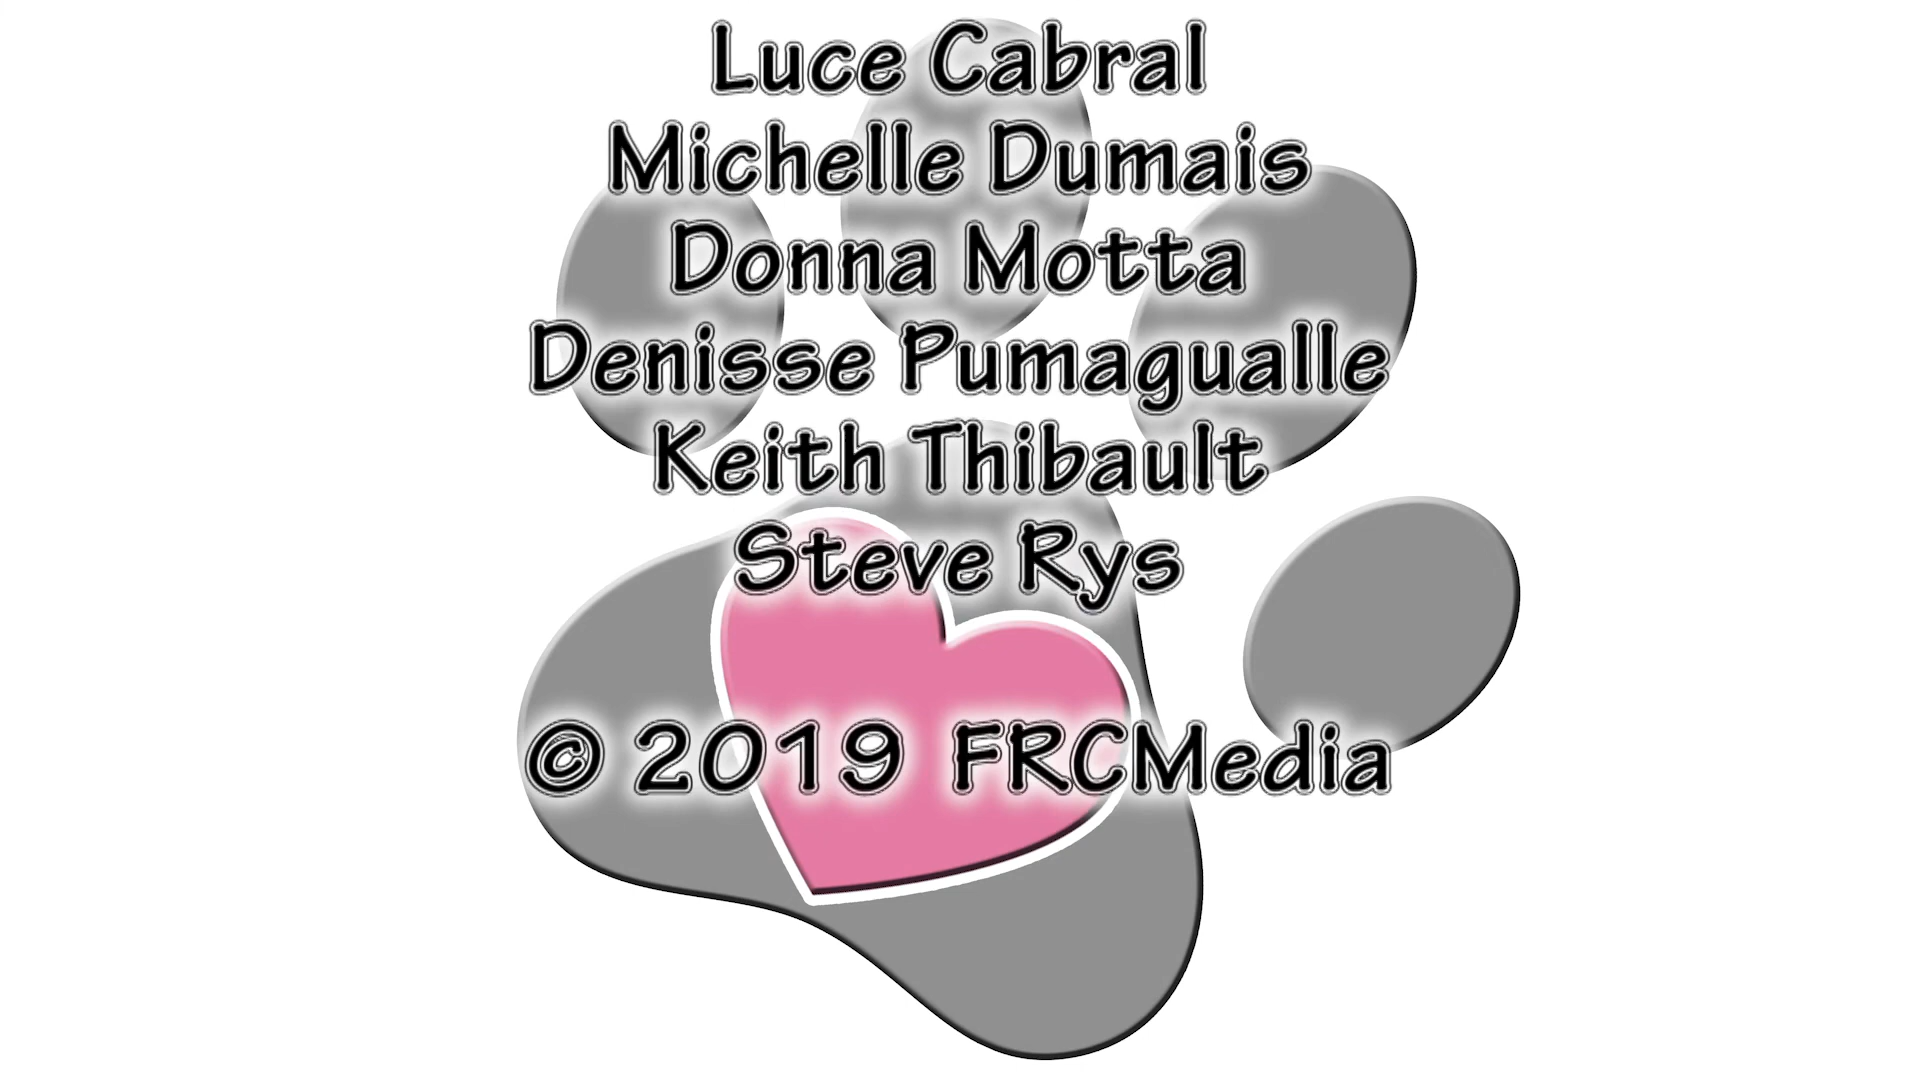 Luce Cabral
Michelle Dumais
Donna Motta
Denisse Pumagualle
Keith Thibault
Steve Rys
© 2019 FRCMedia